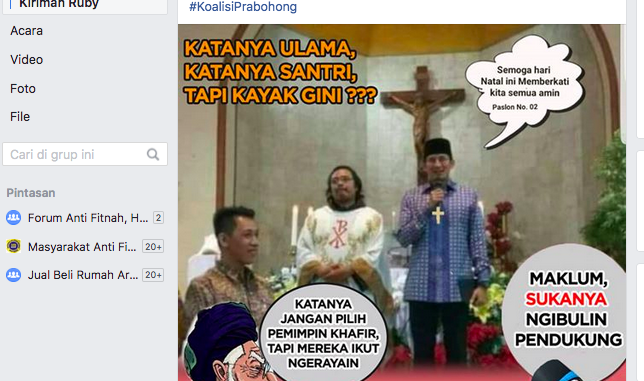 Kiriman Ruby
#KoalisiPrabohong
Acara
Video
Foto
File
Cari di grup ini
Pintasan
Forum Anti Fitnah, H... 2
Masyarakat Anti Fi... 20+
Jual Beli Rumah Ar... 20+
KATANYA ULAMA,
KATANYA SANTRI,
TAPI KAYAK GINI ???
Semoga hari
Natal ini Memberkati
kita semua amin
Paslon No. 02
KATANYA
JANGAN PILIH
PEMIMPIN KHAFIR,
TAPI MEREKA IKUT
NGERAYAIN
MAKLUM,
SUKANYA
NGIBULIN
PENDUKUNG